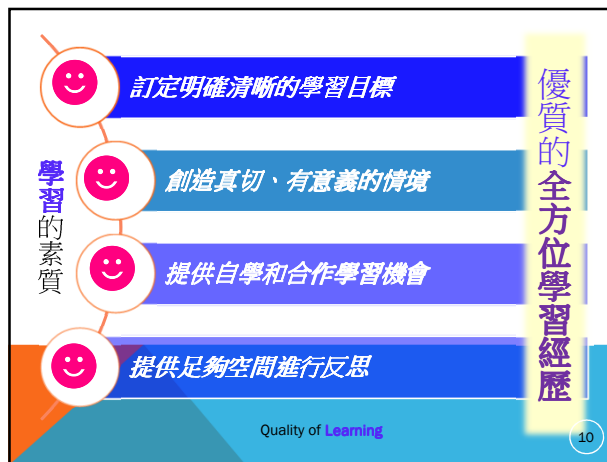 學習的素質
訂定明確清晰的學習目標
創造真切、有意義的情境
提供自學和合作學習機會
提供足夠空間進行反思
優質的全方位學習經歷
Quality of Learning
10